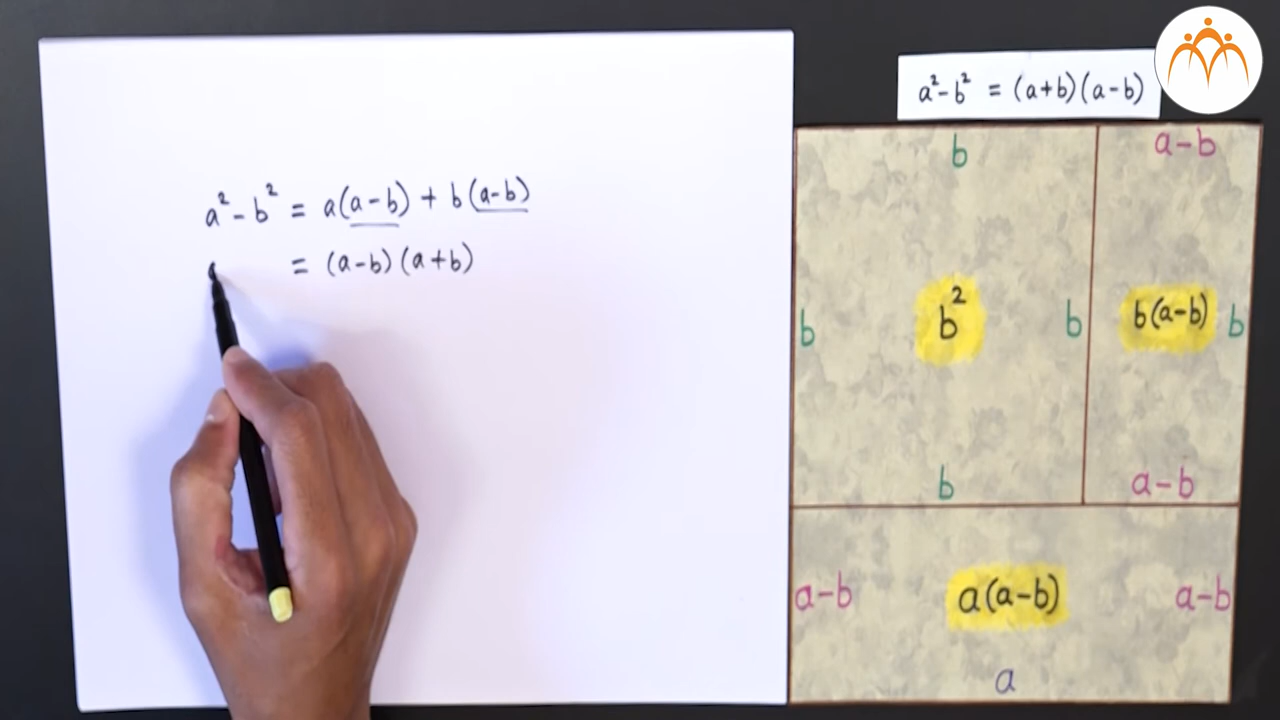 a² - b² = a(a-b) + b(a-b)
= (a-b)(a+b)
a² - b² = (a+b)(a-b)
b
a-b
b²
b(a-b)
b
b
b
b
a-b
a(a-b)
a-b
a-b
a